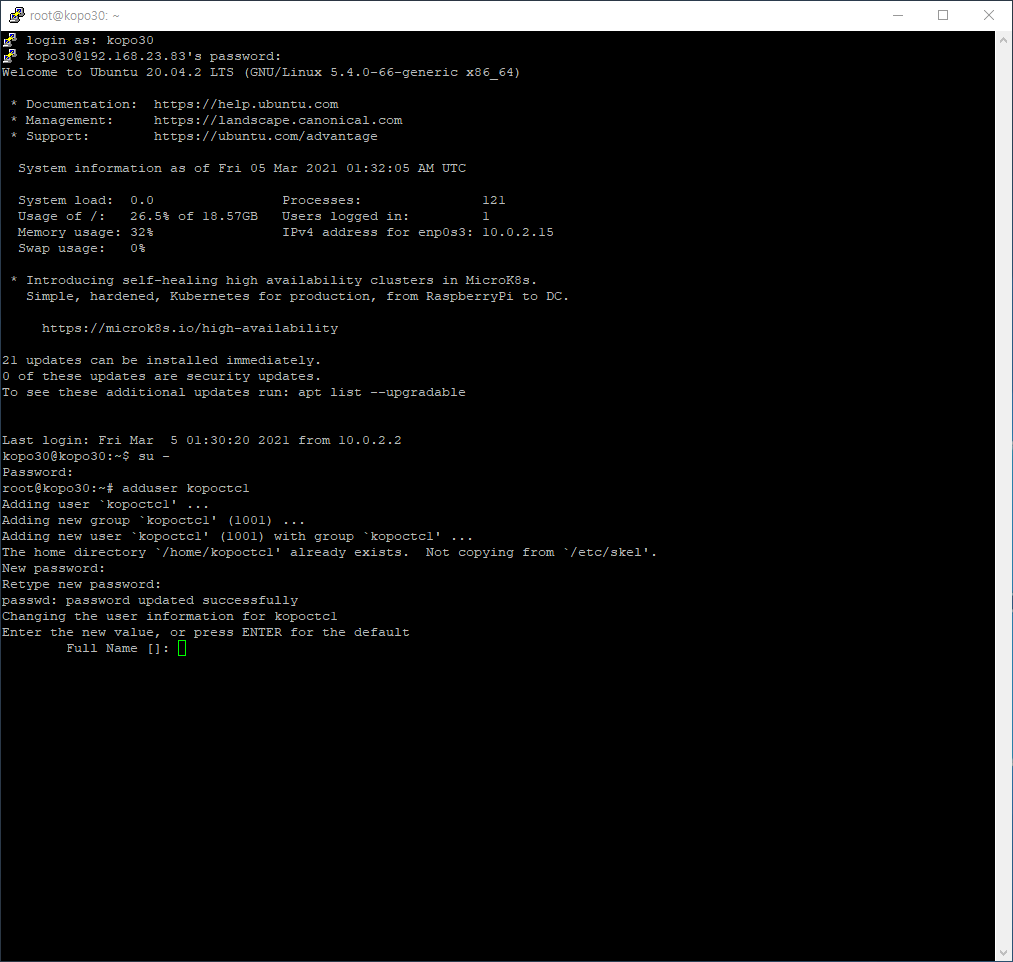 root@kopo30: ~
login as: kopo30
kopo30@192.168.23.83's password:
Welcome to Ubuntu 20.04.2 LTS (GNU/Linux 5.4.0-66-generic x86_64)
* Documentation:  https://help.ubuntu.com
* Management:     https://landscape.canonical.com
* Support:        https://ubuntu.com/advantage
System information as of Fri 05 Mar 2021 01:32:05 AM UTC
System load:  0.0                Processes:               121
Usage of /:   26.5% of 18.57GB   Users logged in:         1
Memory usage: 32%                IPv4 address for enp0s3: 10.0.2.15
Swap usage:   0%
* Introducing self-healing high availability clusters in MicroK8s.
Simple, hardened, Kubernetes for production, from RaspberryPi to DC.
https://microk8s.io/high-availability
21 updates can be installed immediately.
0 of these updates are security updates.
To see these additional updates run: apt list --upgradable
Last login: Fri Mar  5 01:30:20 2021 from 10.0.2.2
kopo30@kopo30:~$ su -
Password:
root@kopo30:~# adduser kopoctc1
Adding user `kopoctc1' ...
Adding new group `kopoctc1' (1001) ...
Adding new user `kopoctc1' (1001) with group `kopoctc1' ...
The home directory `/home/kopoctc1' already exists.  Not copying from `/etc/skel'.
New password:
Retype new password:
passwd: password updated successfully
Changing the user information for kopoctc1
Enter the new value, or press ENTER for the default
Full Name []: